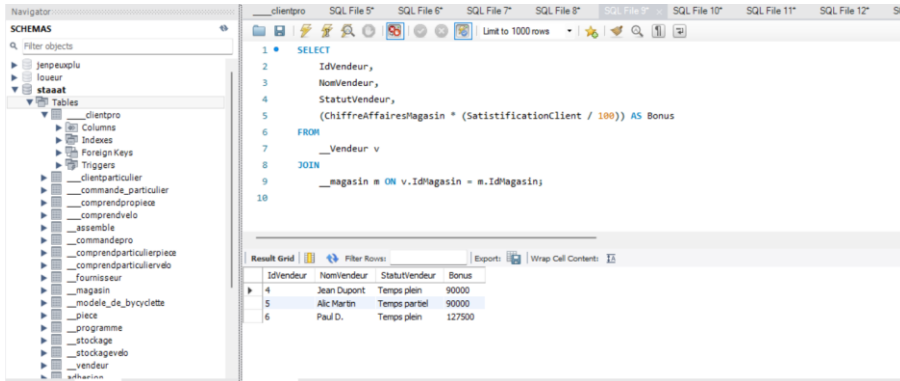 Navigator
SCHEMAS
Filter objects
jenpeuxplu
loueur
staaat
Tables
____clientpro
Columns
Indexes
Foreign Keys
Triggers
___clientparticulier
___commande_particulier
___comprendpropiece
___comprendvelo
__assemble
__commandepro
__comprendparticulierpiece
__comprendparticuliervelo
__fournisseur
__magasin
__modele_de_bycyclette
__piece
__programme
__stockage
__stockagevelo
__vendeur
adhesion
____clientpro SQL File 5* SQL File 6* SQL File 7* SQL File 8* SQL File 9* SQL File 10* SQL File 11* SQL File 12*
Limit to 1000 rows
1 SELECT
2 IdVendeur,
3 NomVendeur,
4 StatutVendeur,
5 (ChiffreAffairesMagasin * (SatistificationClient / 100)) AS Bonus
6 FROM
7 __Vendeur v
8 JOIN
9 __magasin m ON v.IdMagasin = m.IdMagasin;
10
Result Grid Filter Rows: Export: Wrap Cell Content:
IdVendeur NomVendeur StatutVendeur Bonus
4 Jean Dupont Temps plein 90000
5 Alic Martin Temps partiel 90000
6 Paul D. Temps plein 127500